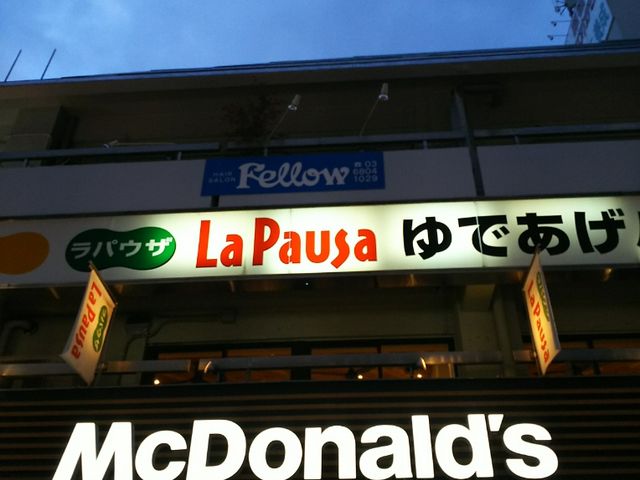 HAIR SALON Fellow ☎ 03 6804 1029
ラパウザ La Pausa ゆであげ
La Pausa
La Pausa
McDonald's